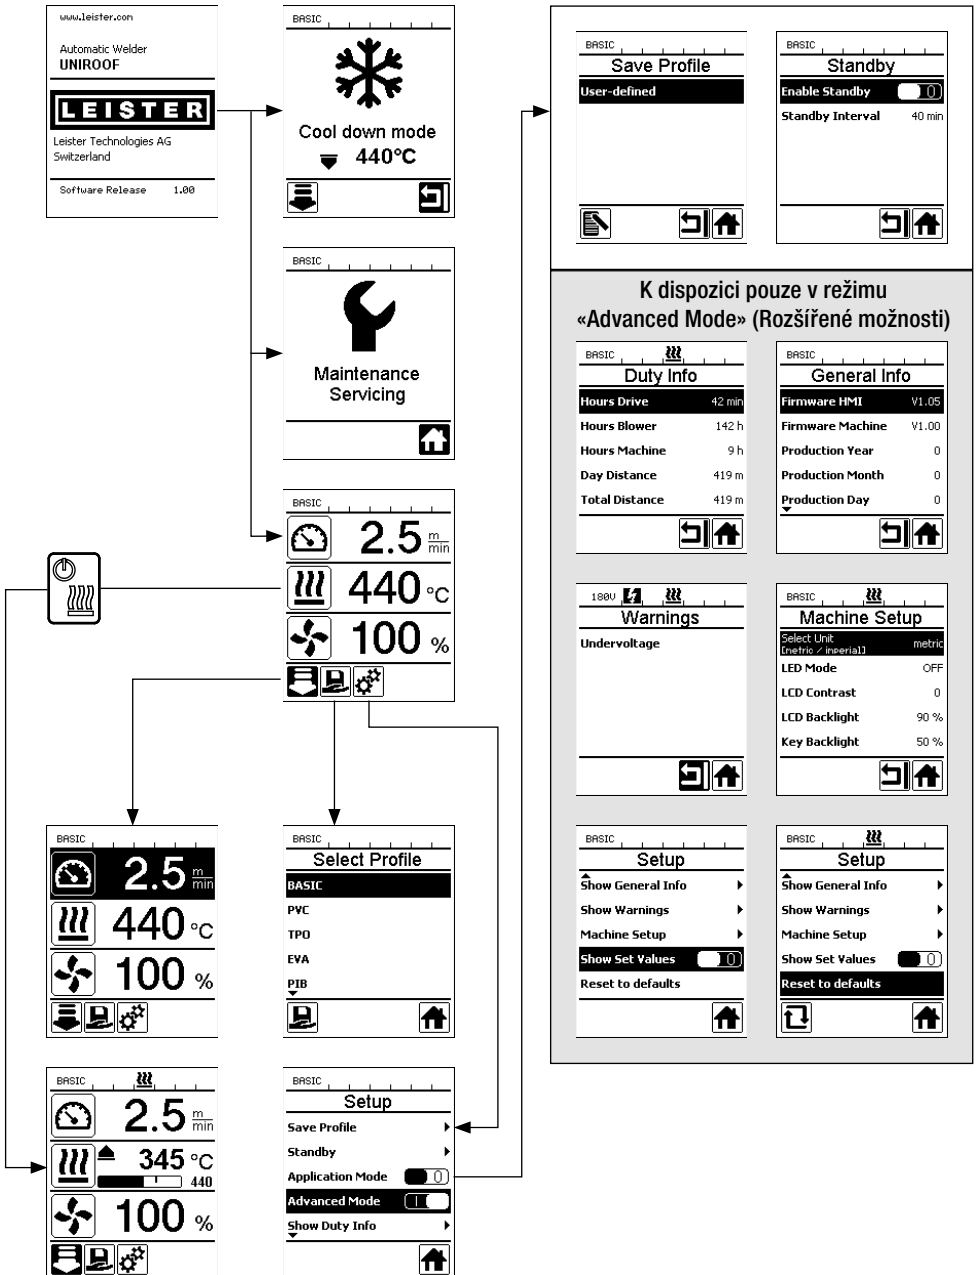 www.leister.com
Automatic Welder
UNIROOF
LEISTER
Leister Technologies AG
Switzerland
Software Release 1.00
BASIC
Cool down mode
440°C
BASIC
Maintenance
Servicing
BASIC
2.5 m/min
440 °C
100 %
BASIC
2.5 m/min
440 °C
100 %
BASIC
Select Profile
BASIC
PVC
TPO
EVA
PIB
BASIC
2.5 m/min
345 °C
440
100 %
BASIC
Setup
Save Profile
Standby
Application Mode 0
Advanced Mode I
Show Duty Info
BASIC
Save Profile
User-defined
BASIC
Standby
Enable Standby 0
Standby Interval 40 min
K dispozici pouze v režimu
«Advanced Mode» (Rozšířené možnosti)
BASIC
Duty Info
Hours Drive 42 min
Hours Blower 142 h
Hours Machine 9 h
Day Distance 419 m
Total Distance 419 m
BASIC
General Info
Firmware HMI V1.05
Firmware Machine V1.00
Production Year 0
Production Month 0
Production Day 0
180V
Warnings
Undervoltage
BASIC
Machine Setup
Select Unit
[metric / imperial] metric
LED Mode OFF
LCD Contrast 0
LCD Backlight 90 %
Key Backlight 50 %
BASIC
Setup
Show General Info
Show Warnings
Machine Setup
Show Set Values 0
Reset to defaults
BASIC
Setup
Show General Info
Show Warnings
Machine Setup
Show Set Values 0
Reset to defaults